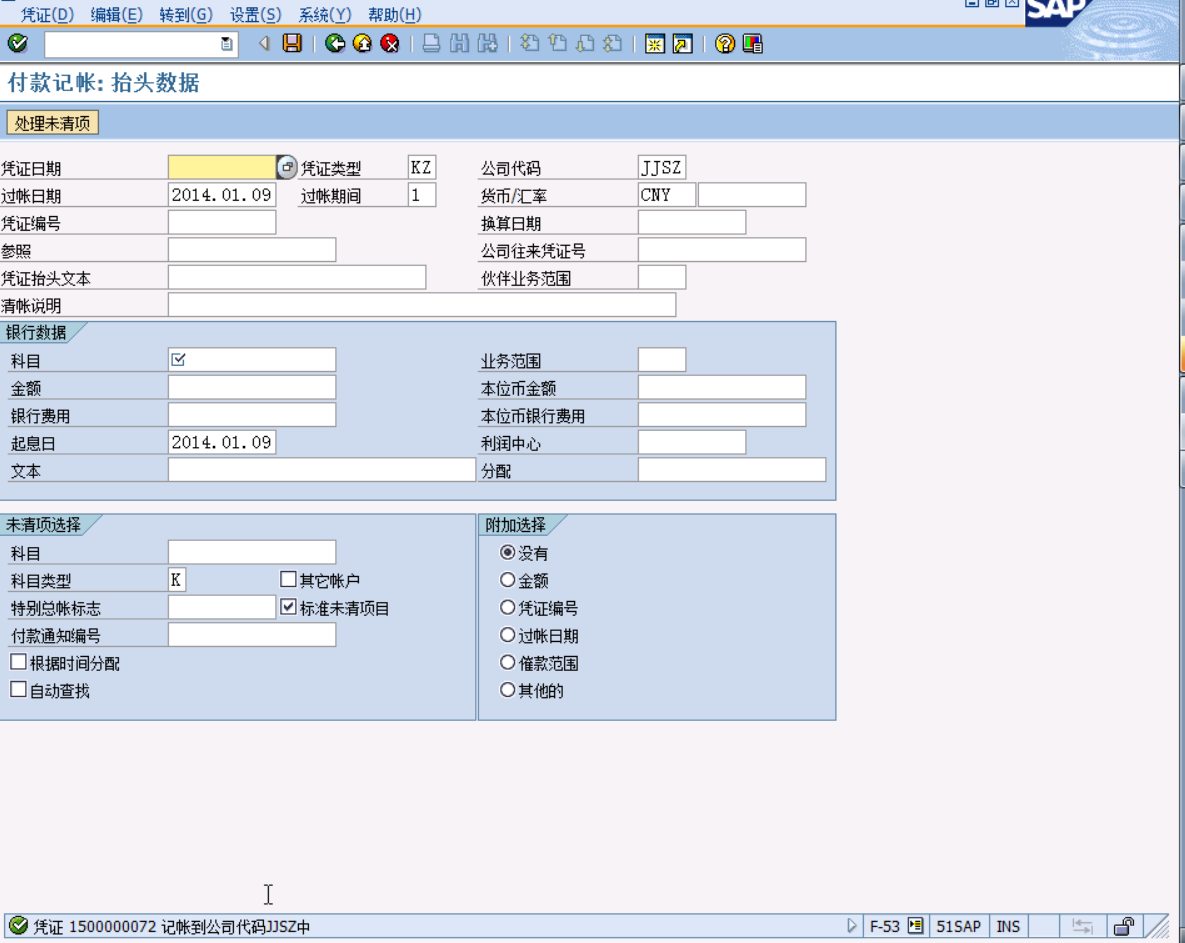 凭证(D) 编辑(E) 转到(G) 设置(S) 系统(Y) 帮助(H)
SAP
付款记帐: 抬头数据
处理未清项
凭证日期 凭证类型 KZ 公司代码 JJSZ
过帐日期 2014.01.09 过帐期间 1 货币/汇率 CNY
凭证编号 换算日期
参照 公司往来凭证号
凭证抬头文本 伙伴业务范围
清帐说明
银行数据
科目 业务范围
金额 本位币金额
银行费用 本位币银行费用
起息日 2014.01.09 利润中心
文本 分配
未清项选择 附加选择
科目 没有
科目类型 K 其它帐户 金额
特别总帐标志 标准未清项目 凭证编号
付款通知编号 过帐日期
根据时间分配 催款范围
自动查找 其他的
凭证 1500000072 记帐到公司代码JJSZ中 F-53 51SAP INS